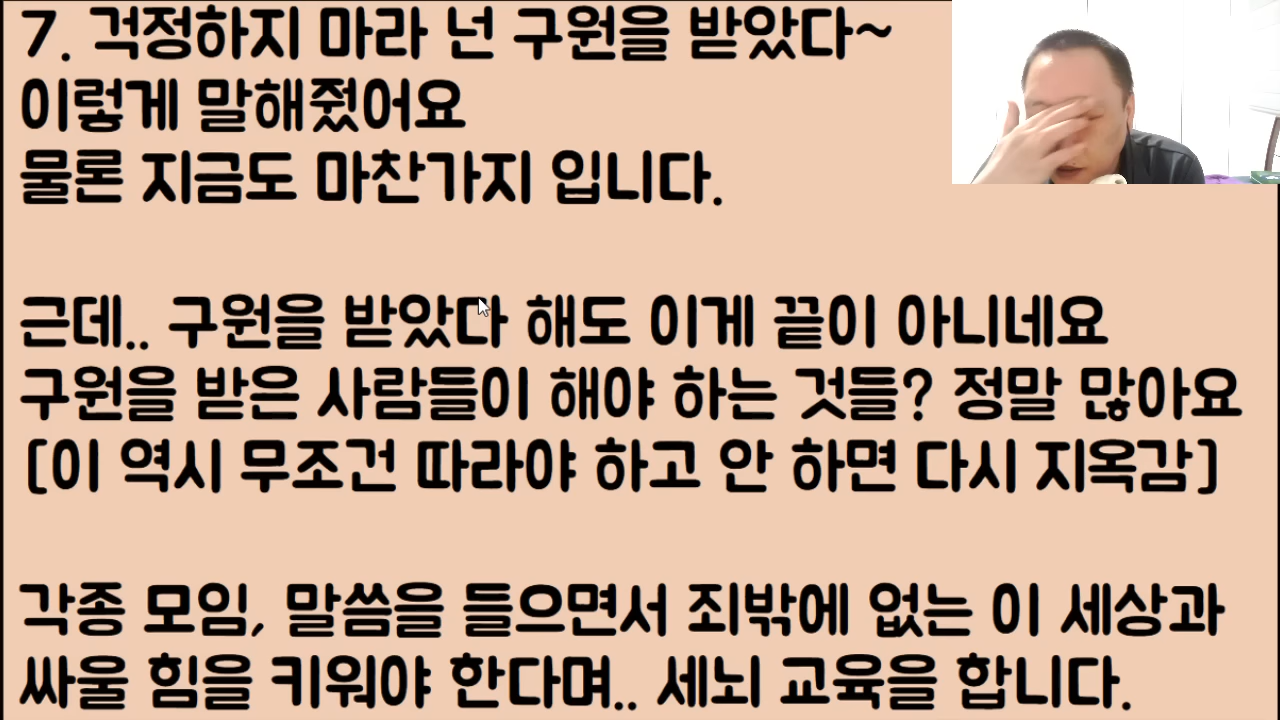 7. 걱정하지 마라 넌 구원을 받았다~
이렇게 말해줬어요
물론 지금도 마찬가지 입니다.
근데.. 구원을 받았다 해도 이게 끝이 아니네요
구원을 받은 사람들이 해야 하는 것들? 정말 많아요
[이 역시 무조건 따라야 하고 안 하면 다시 지옥감]
각종 모임, 말씀을 들으면서 죄밖에 없는 이 세상과
싸울 힘을 키워야 한다며.. 세뇌 교육을 합니다.